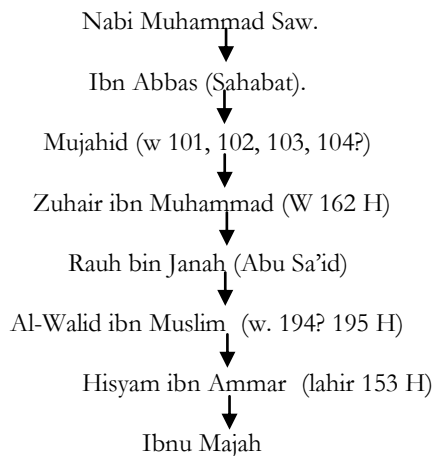 Nabi Muhammad Saw.
Ibn Abbas (Sahabat).
Mujahid (w 101, 102, 103, 104?)
Zuhair ibn Muhammad (W 162 H)
Rauh bin Janah (Abu Sa’id)
Al-Walid ibn Muslim (w. 194? 195 H)
Hisyam ibn Ammar (lahir 153 H)
Ibnu Majah